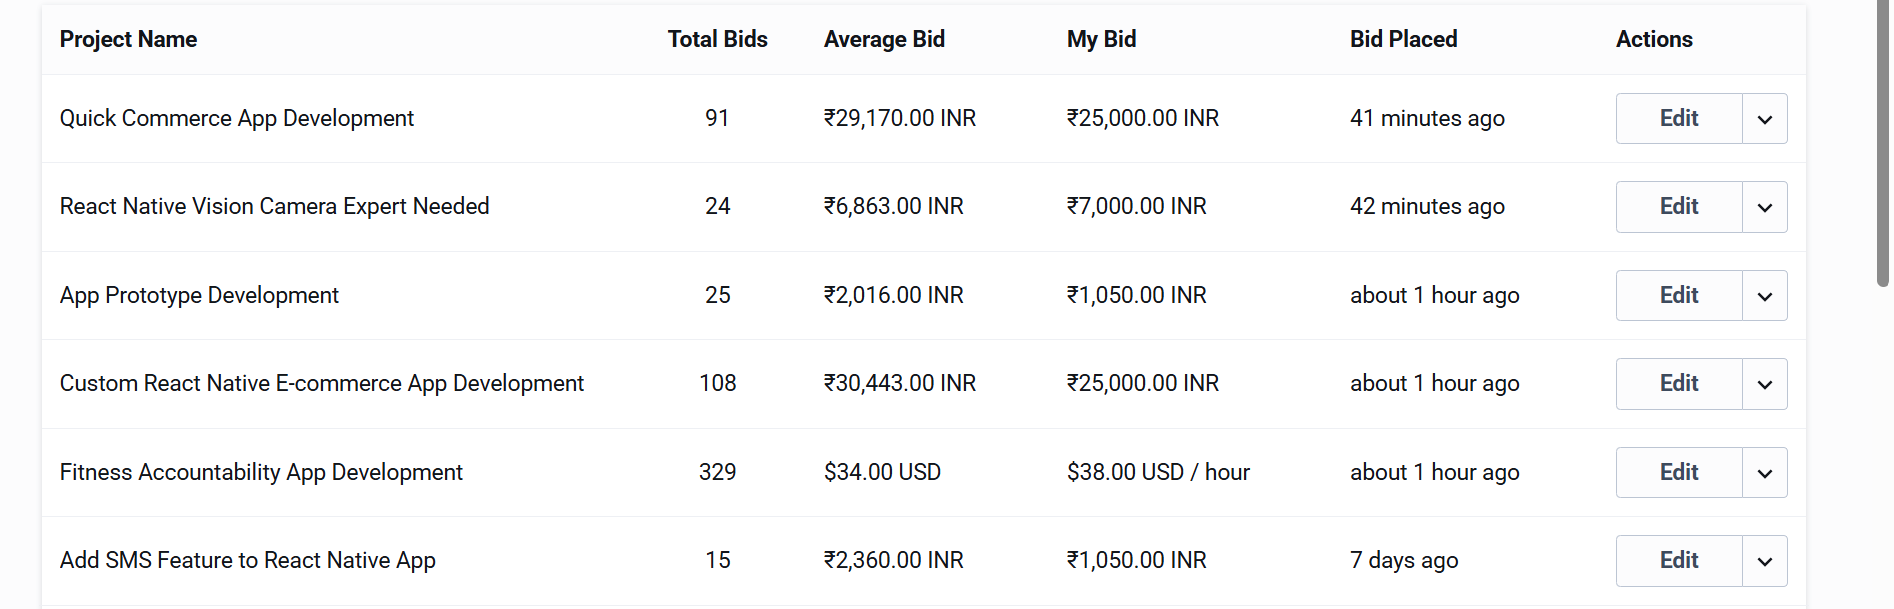 Project Name Total Bids Average Bid My Bid Bid Placed Actions
Quick Commerce App Development 91 ₹29,170.00 INR ₹25,000.00 INR 41 minutes ago Edit
React Native Vision Camera Expert Needed 24 ₹6,863.00 INR ₹7,000.00 INR 42 minutes ago Edit
App Prototype Development 25 ₹2,016.00 INR ₹1,050.00 INR about 1 hour ago Edit
Custom React Native E-commerce App Development 108 ₹30,443.00 INR ₹25,000.00 INR about 1 hour ago Edit
Fitness Accountability App Development 329 $34.00 USD $38.00 USD / hour about 1 hour ago Edit
Add SMS Feature to React Native App 15 ₹2,360.00 INR ₹1,050.00 INR 7 days ago Edit